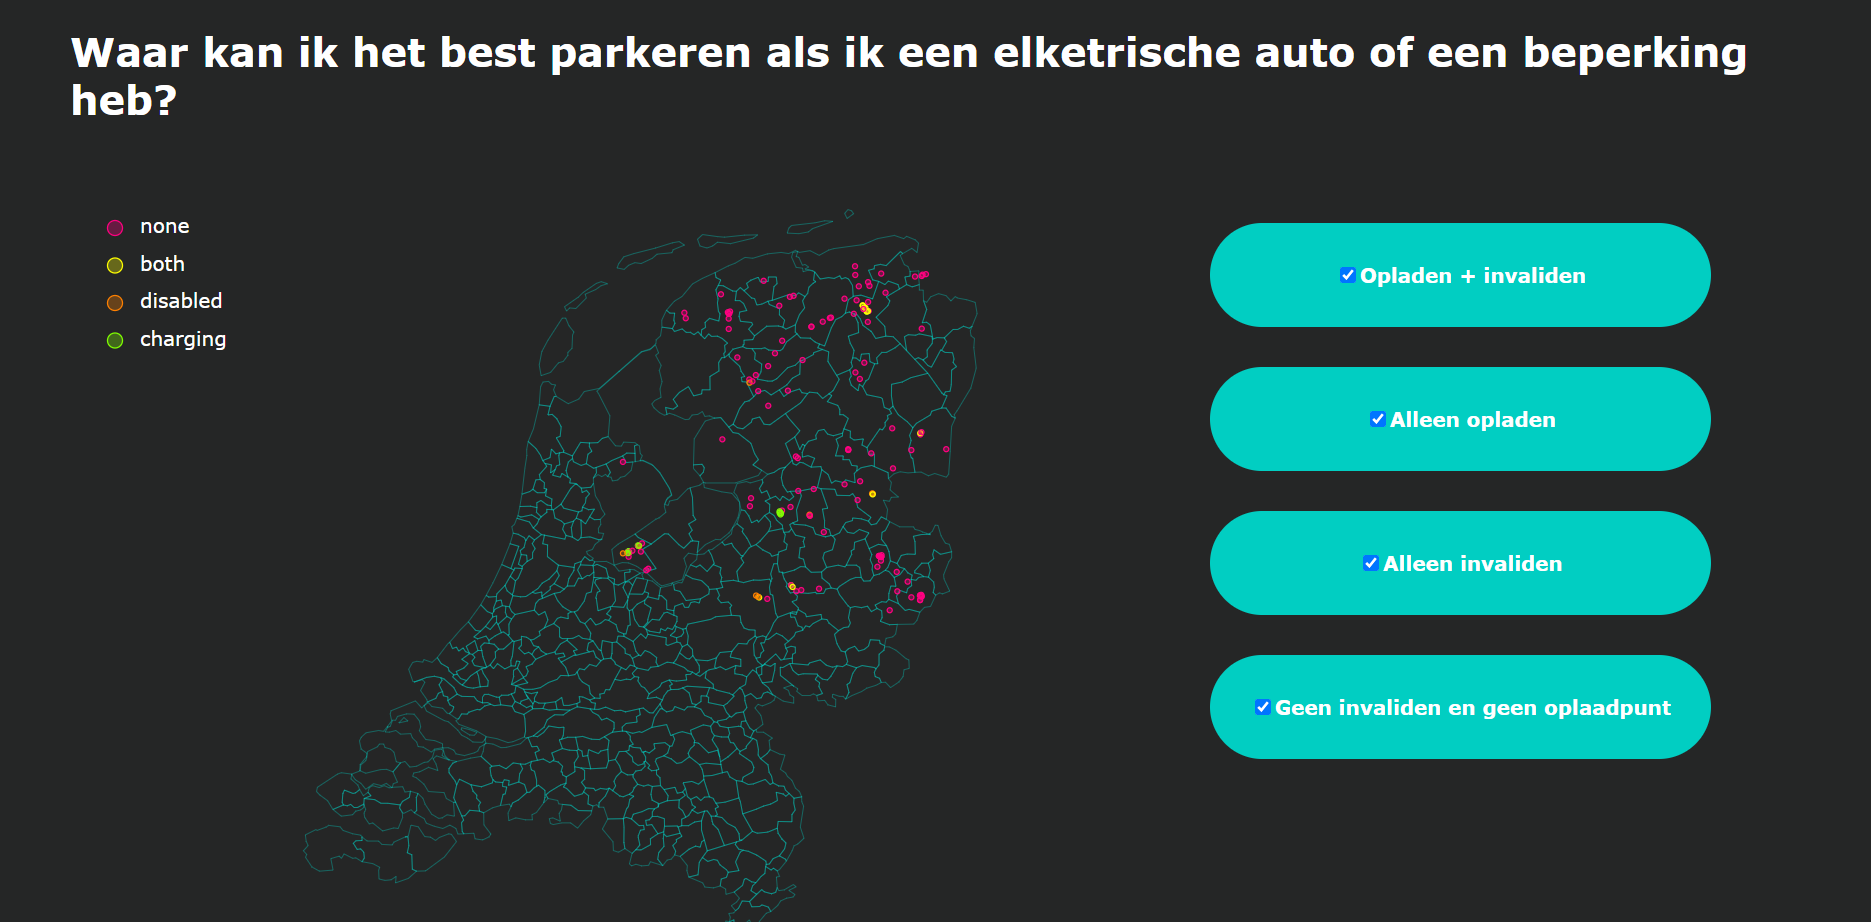 Waar kan ik het best parkeren als ik een elketrische auto of een beperking
heb?
none
both
disabled
charging
Opladen + invaliden
Alleen opladen
Alleen invaliden
Geen invaliden en geen oplaadpunt